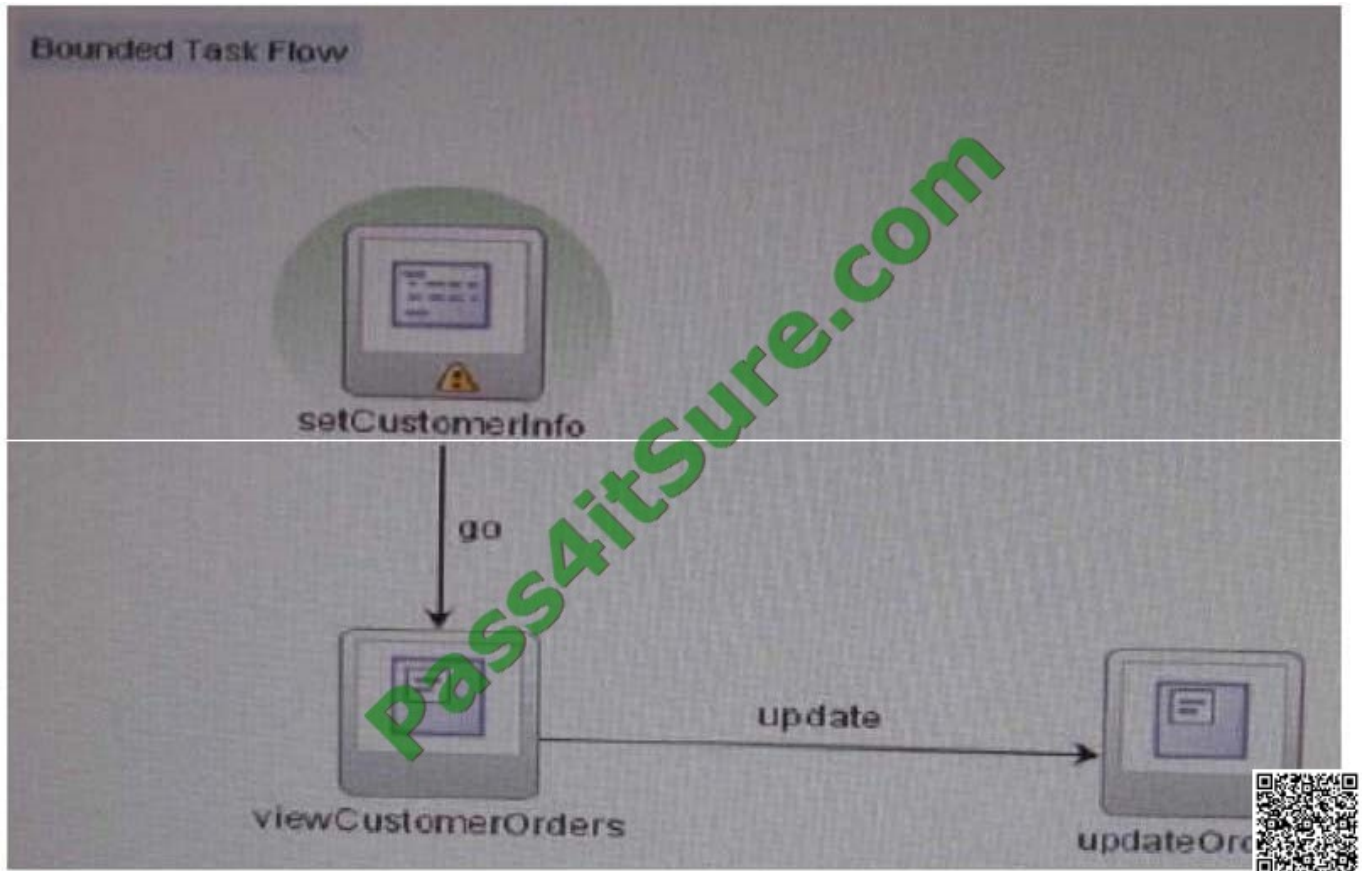 Bounded Task Flow
Pass4itSure.com
setCustomerInfo
go
update
viewCustomerOrders